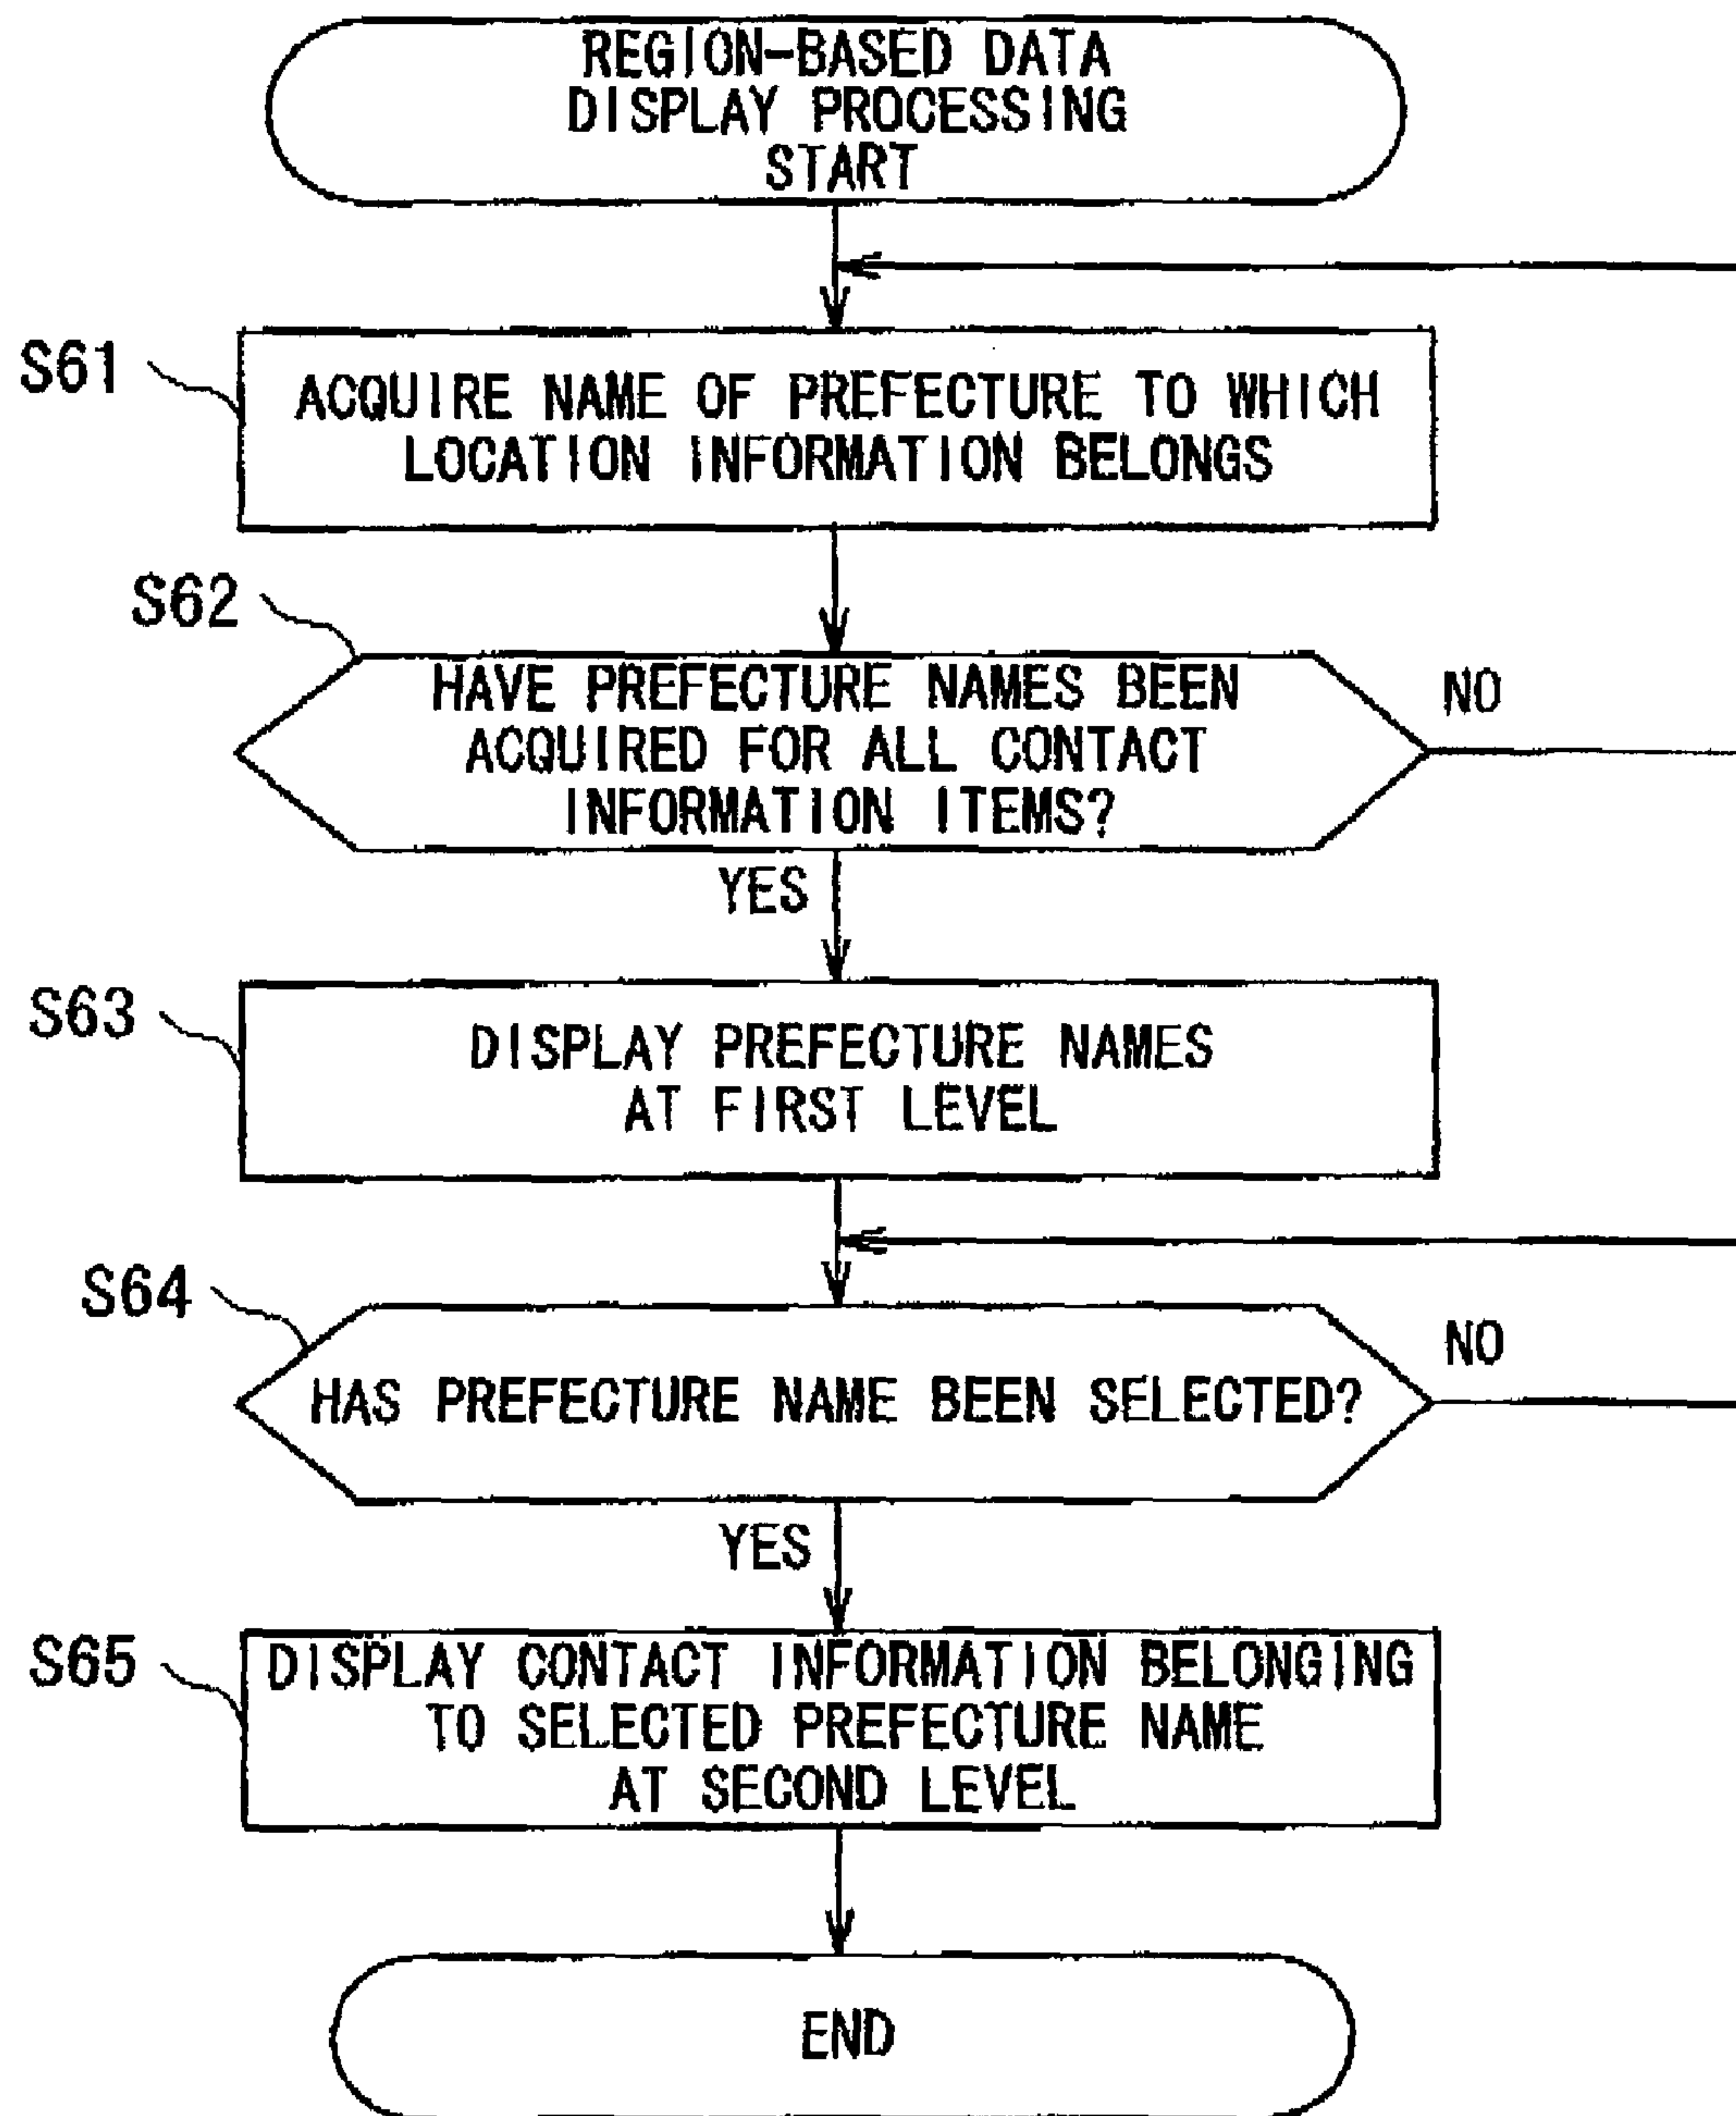 REGION-BASED DATA
DISPLAY PROCESSING
START
S61
ACQUIRE NAME OF PREFECTURE TO WHICH
LOCATION INFORMATION BELONGS
S62
HAVE PREFECTURE NAMES BEEN
ACQUIRED FOR ALL CONTACT
INFORMATION ITEMS?
NO
YES
S63
DISPLAY PREFECTURE NAMES
AT FIRST LEVEL
S64
HAS PREFECTURE NAME BEEN SELECTED?
NO
YES
S65
DISPLAY CONTACT INFORMATION BELONGING
TO SELECTED PREFECTURE NAME
AT SECOND LEVEL
END